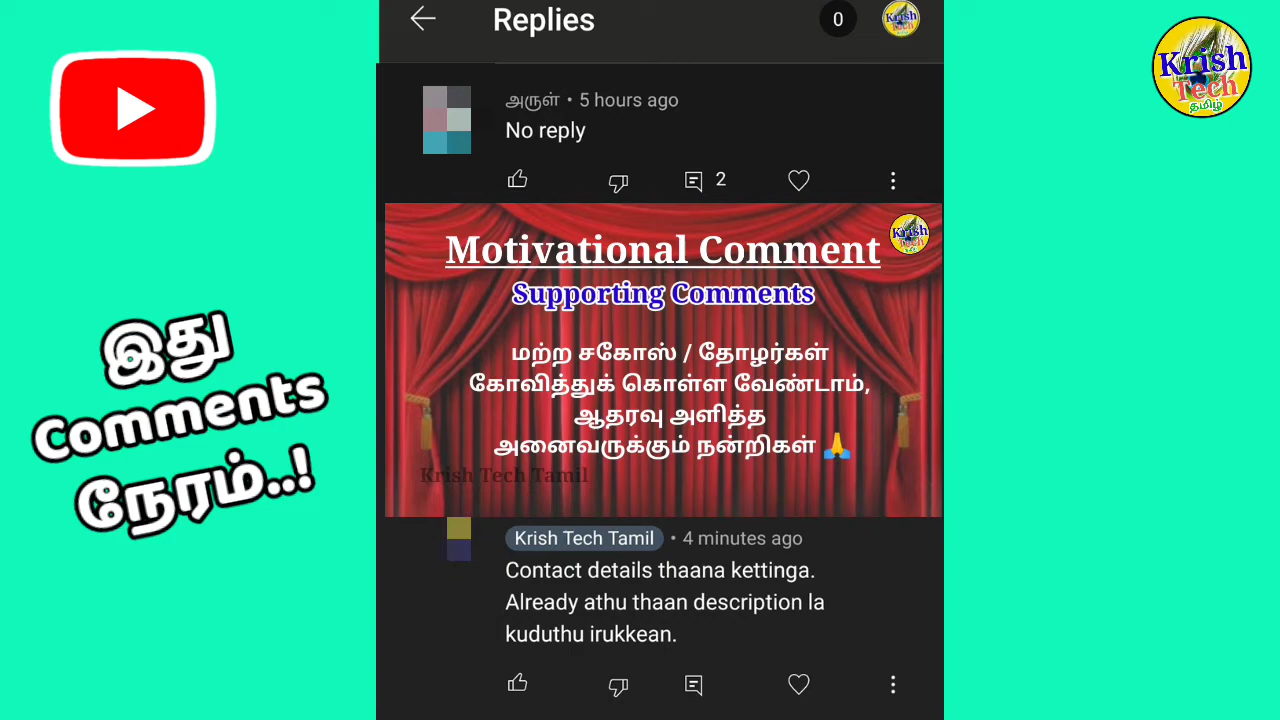 Replies
0
Krish
Tech
Krish
Tech
தமிழ்
அருள் • 5 hours ago
No reply
2
Motivational Comment
Krish
Tech
Supporting Comments
மற்ற சகோஸ் / தோழர்கள்
கோவித்துக் கொள்ள வேண்டாம்,
ஆதரவு அளித்த
அனைவருக்கும் நன்றிகள் 🙏
Krish Tech Tamil
இது
Comments
நேரம்..!
Krish Tech Tamil • 4 minutes ago
Contact details thaana kettinga.
Already athu thaan description la
kuduthu irukkean.